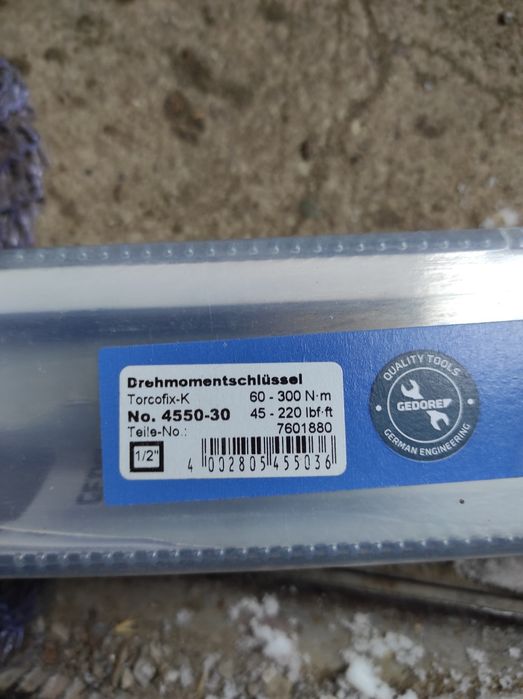 Drehmomentschlüssel
Torcofix-K 60 - 300 N·m
No. 4550-30 45 - 220 lbf·ft
Teile-No.: 7601880
1/2"
4 002805 455036
QUALITY TOOLS
GEDORE
GERMAN ENGINEERING